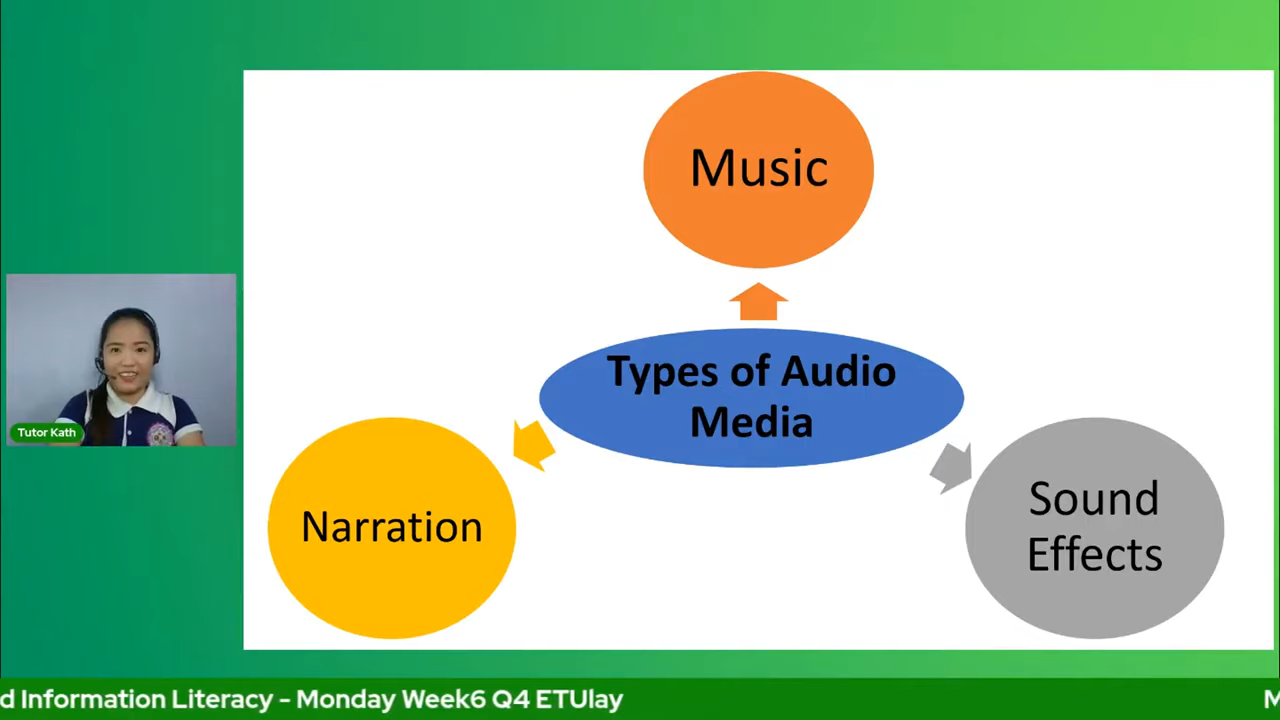 Music
Types of Audio
Media
Narration
Sound
Effects
Tutor Kath
d Information Literacy - Monday Week6 Q4 ETUlay
M